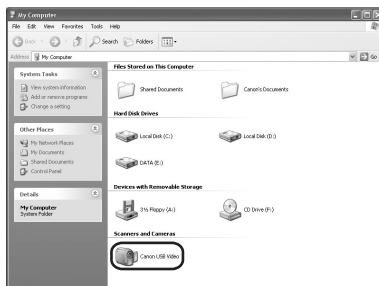 My Computer
File Edit View Favorites Tools Help
Back Search Folders
Address My Computer Go
System Tasks
View system information
Add or remove programs
Change a setting
Other Places
My Network Places
My Documents
Shared Documents
Control Panel
Details
My Computer
System Folder
Files Stored on This Computer
Shared Documents Canon's Documents
Hard Disk Drives
Local Disk (C:) Local Disk (D:)
DATA (E:)
Devices with Removable Storage
3½ Floppy (A:) CD Drive (F:)
Scanners and Cameras
Canon USB Video